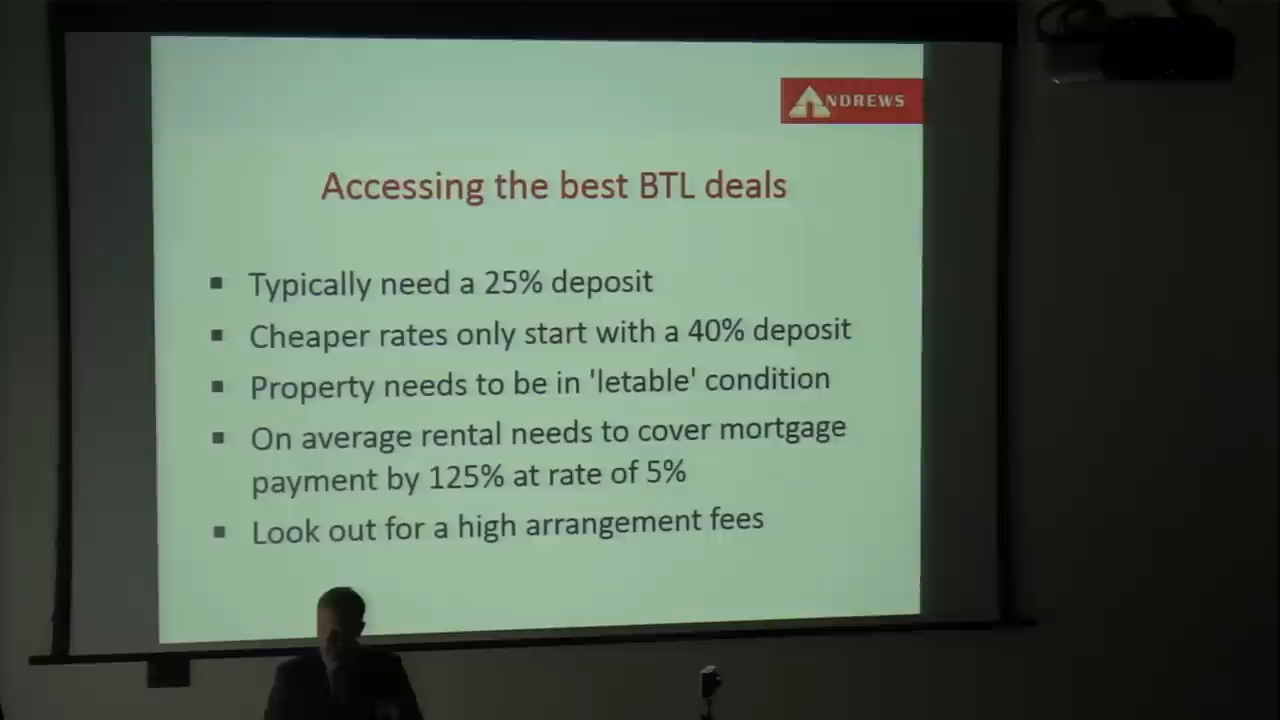 ANDREWS
Accessing the best BTL deals
▪ Typically need a 25% deposit
▪ Cheaper rates only start with a 40% deposit
▪ Property needs to be in 'letable' condition
▪ On average rental needs to cover mortgage
payment by 125% at rate of 5%
▪ Look out for a high arrangement fees